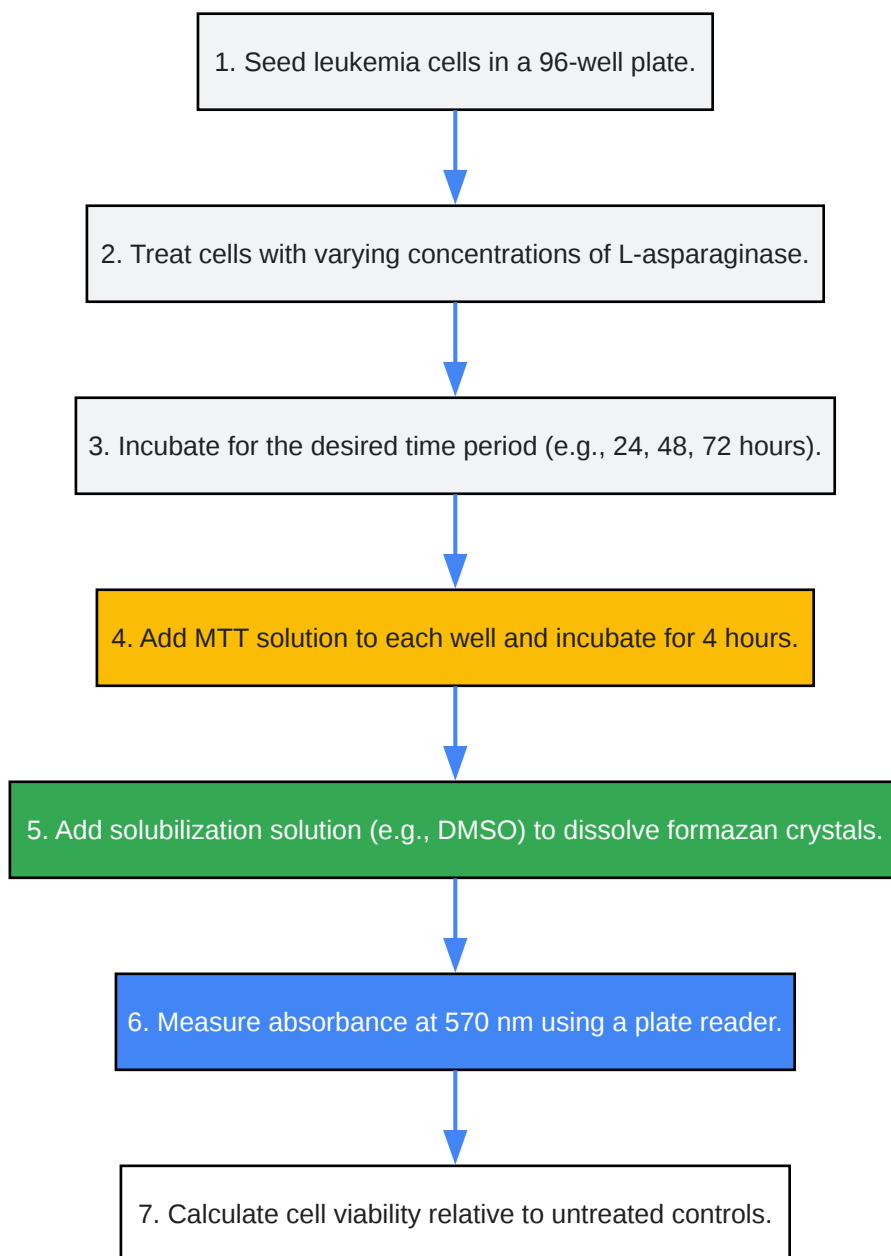 1. Seed leukemia cells in a 96-well plate.
2. Treat cells with varying concentrations of L-asparaginase.
3. Incubate for the desired time period (e.g., 24, 48, 72 hours).
4. Add MTT solution to each well and incubate for 4 hours.
5. Add solubilization solution (e.g., DMSO) to dissolve formazan crystals.
6. Measure absorbance at 570 nm using a plate reader.
7. Calculate cell viability relative to untreated controls.